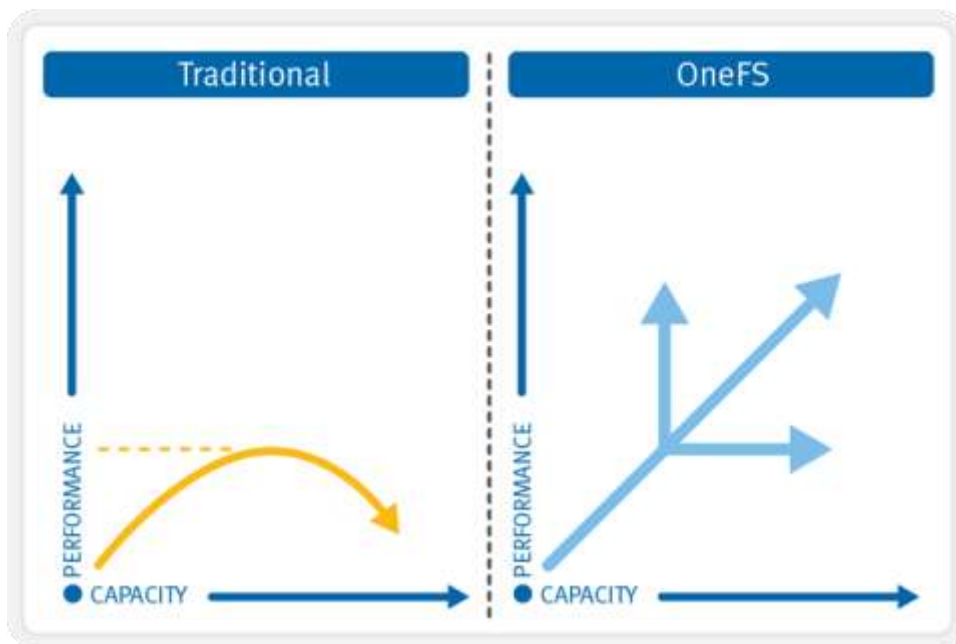 Traditional
PERFORMANCE
CAPACITY
OneFS
PERFORMANCE
CAPACITY